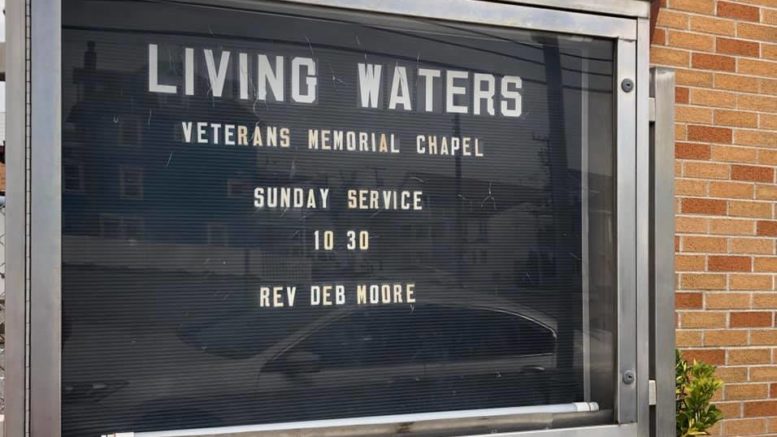 LIVING WATERS
VETERANS MEMORIAL CHAPEL
SUNDAY SERVICE
10 30
REV DEB MOORE